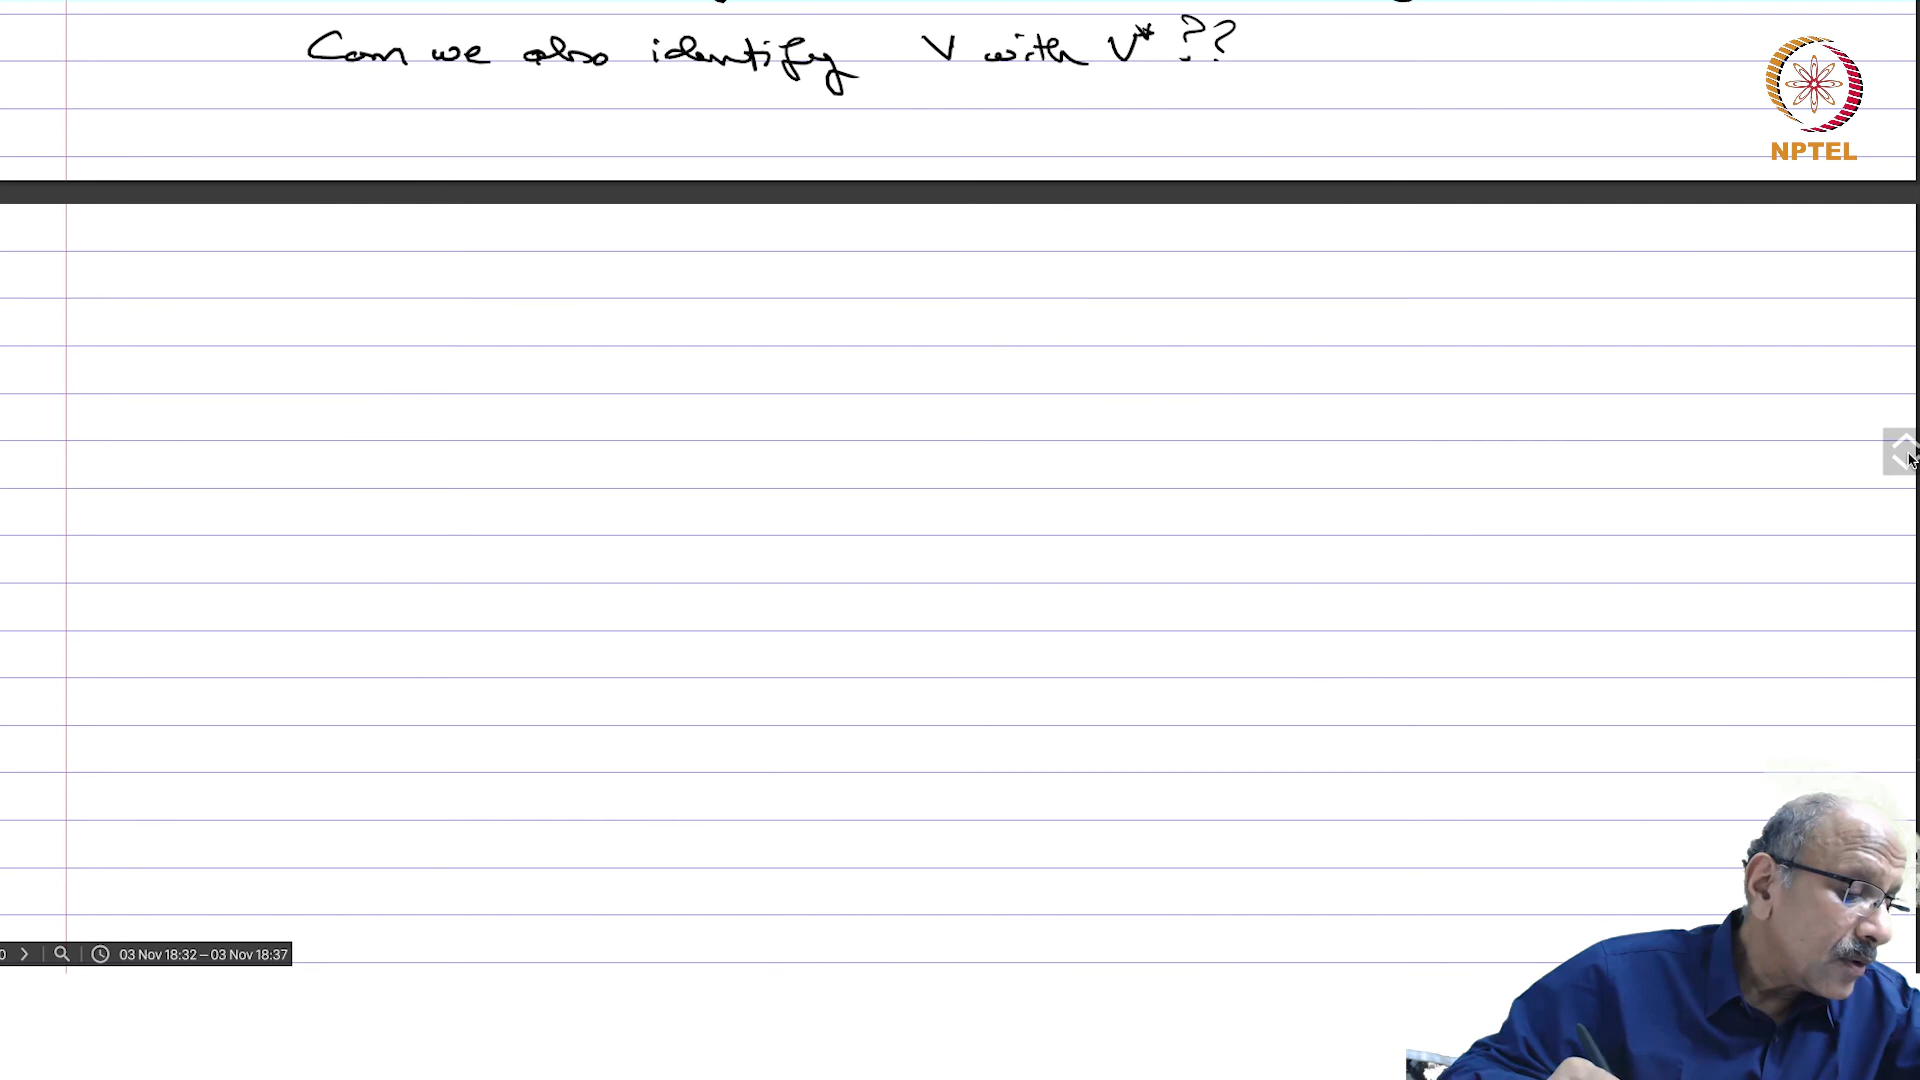 Can we also identify V with V* ??
NPTEL
03 Nov 18:32 – 03 Nov 18:37